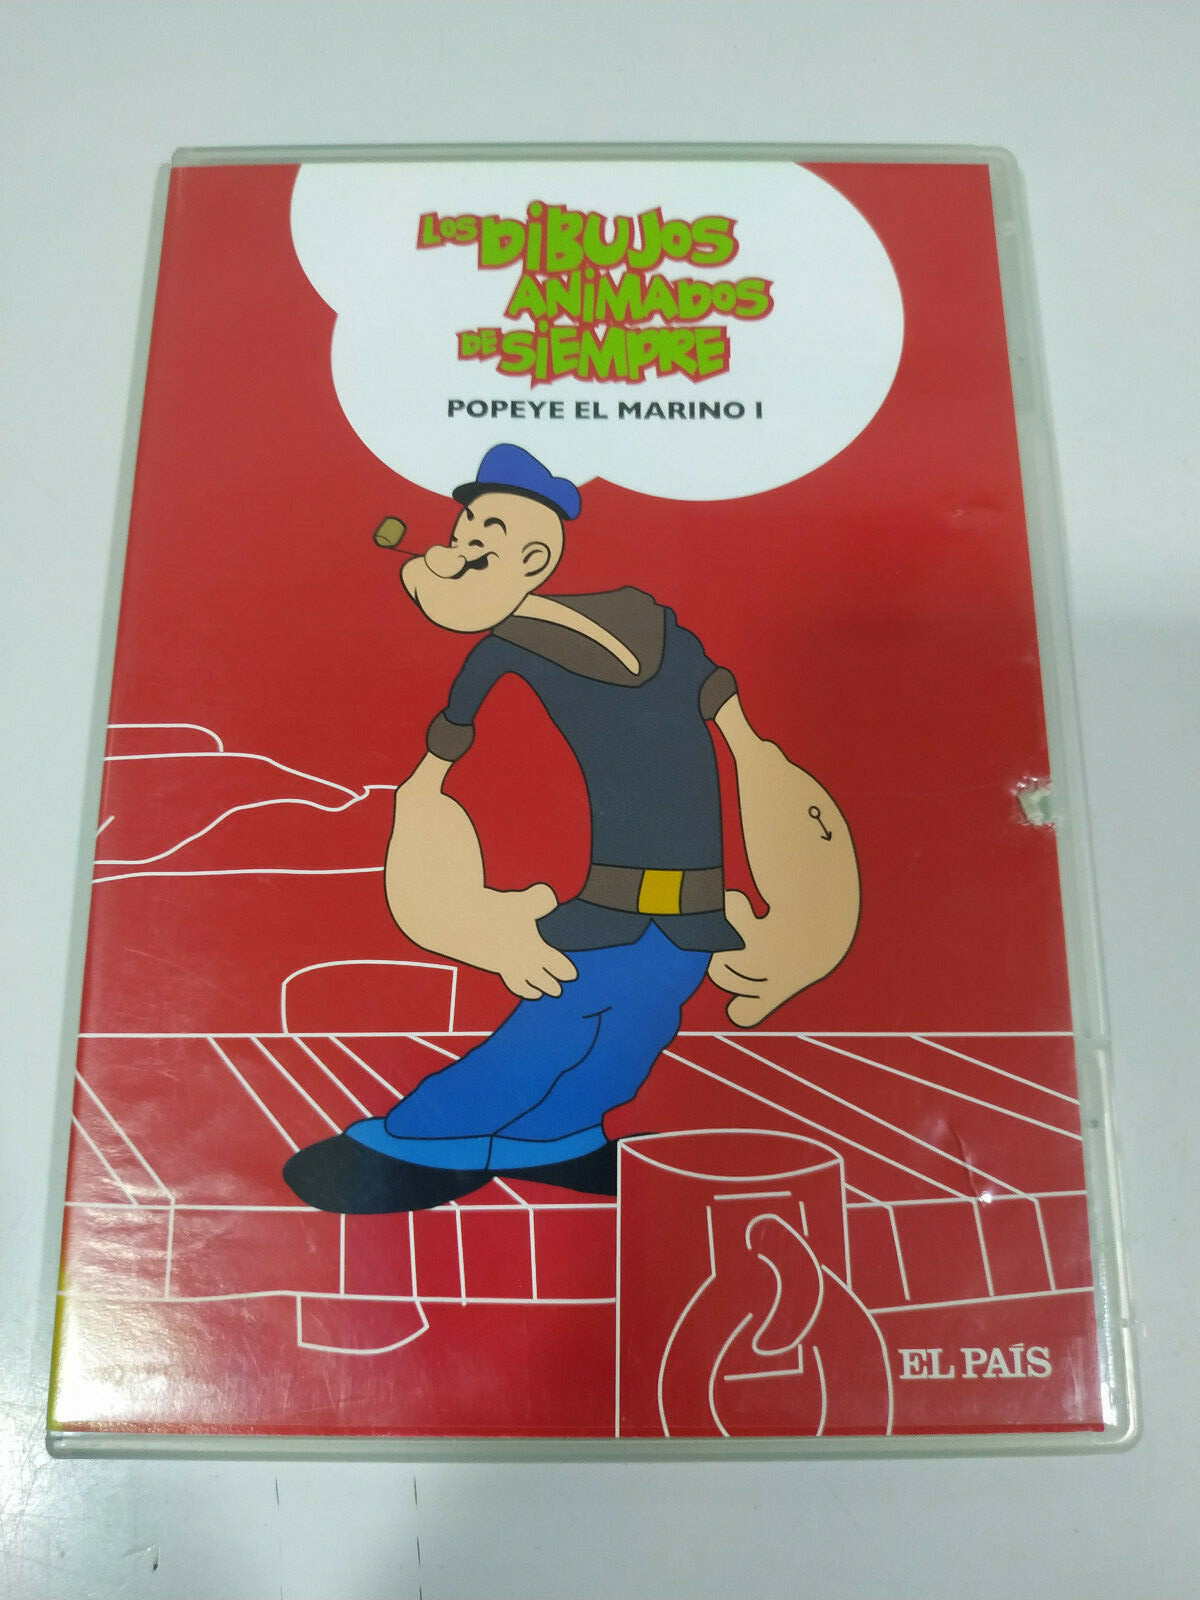 LOS DIBUJOS
ANIMADOS
DE SIEMPRE
POPEYE EL MARINO I
EL PAÍS